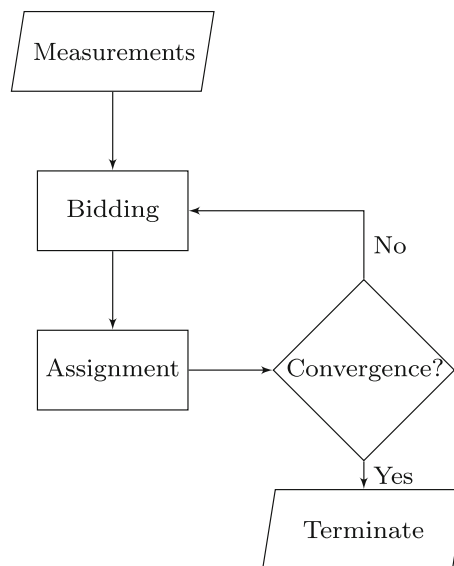 Measurements
Bidding
No
Assignment
Convergence?
Yes
Terminate